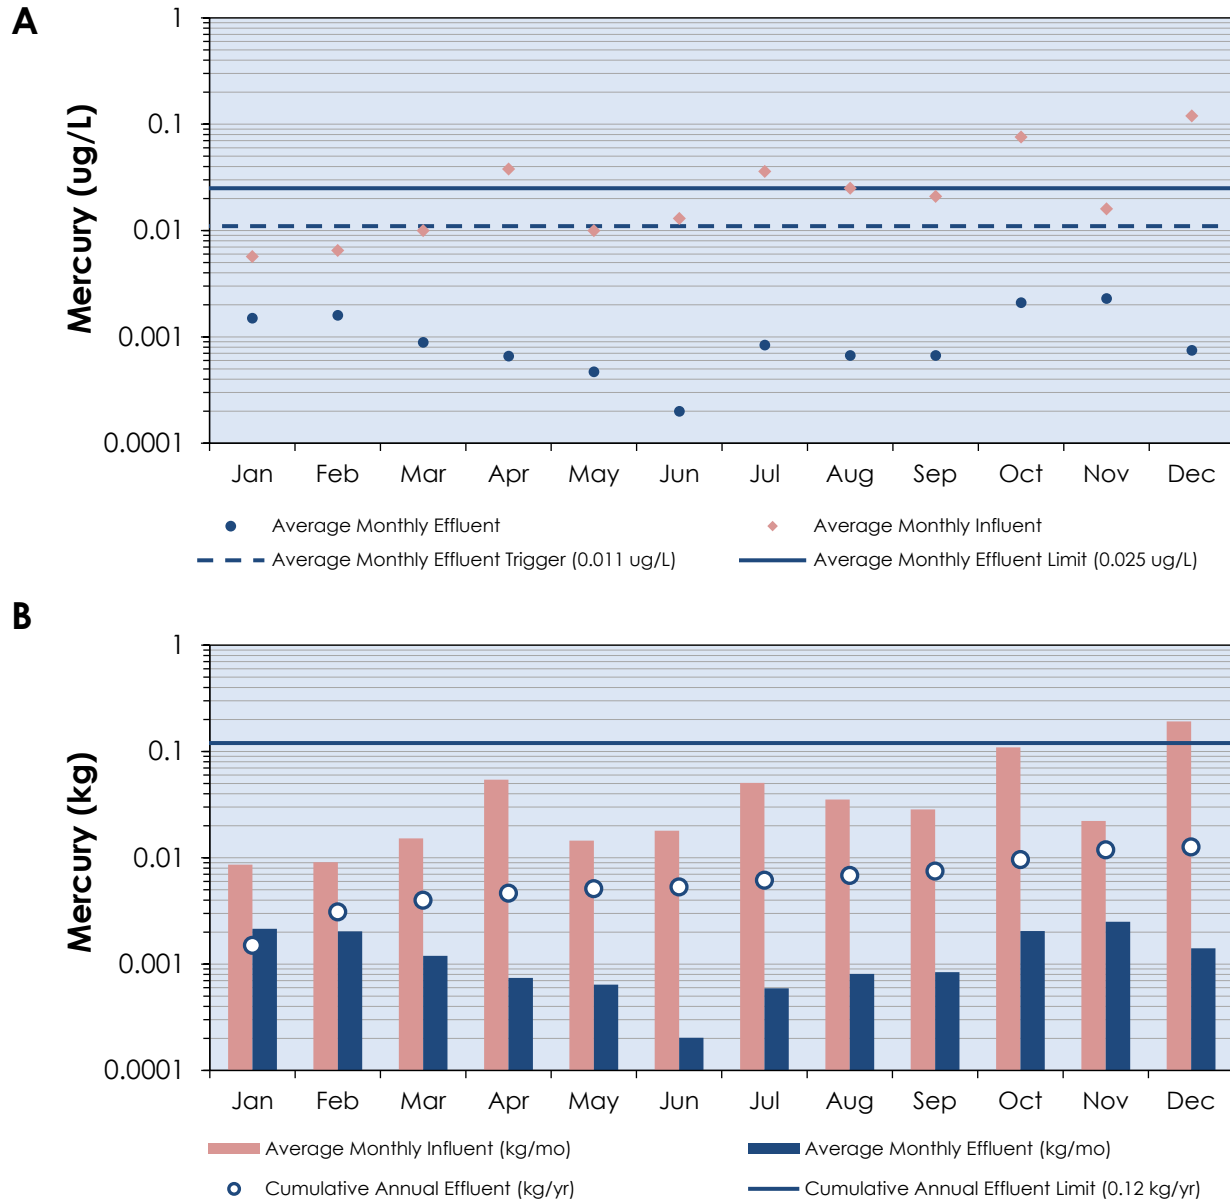 A
Mercury (ug/L)
1
0.1
0.01
0.001
0.0001
Jan Feb Mar Apr May Jun Jul Aug Sep Oct Nov Dec
Average Monthly Effluent Average Monthly Influent
Average Monthly Effluent Trigger (0.011 ug/L) Average Monthly Effluent Limit (0.025 ug/L)
B
Mercury (kg)
1
0.1
0.01
0.001
0.0001
Jan Feb Mar Apr May Jun Jul Aug Sep Oct Nov Dec
Average Monthly Influent (kg/mo) Average Monthly Effluent (kg/mo)
Cumulative Annual Effluent (kg/yr) Cumulative Annual Effluent Limit (0.12 kg/yr)